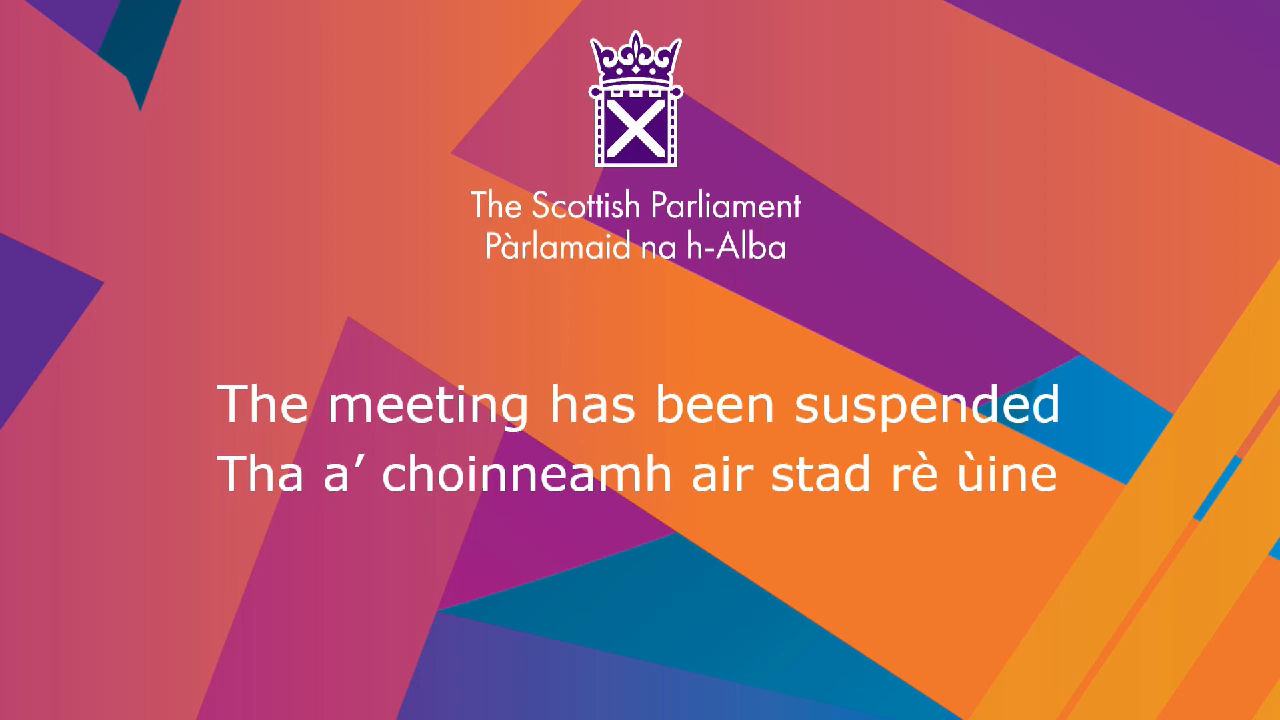 The Scottish Parliament
Pàrlamaid na h-Alba
The meeting has been suspended
Tha a’ choinneamh air stad rè ùine